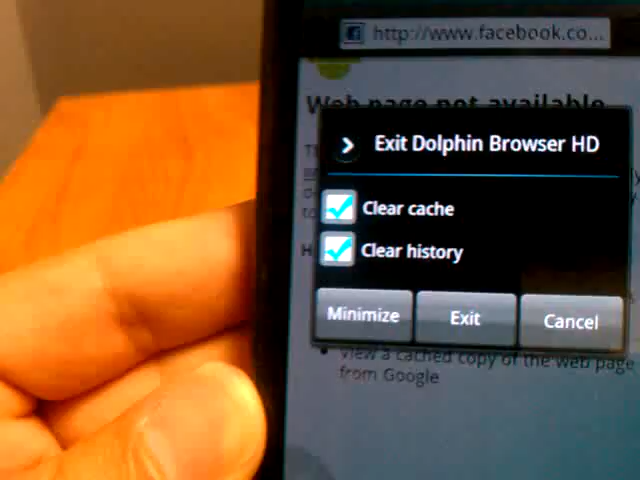 http://www.facebook.co...
Web page not available
Exit Dolphin Browser HD
Clear cache
Clear history
Minimize
Exit
Cancel
View a cached copy of the web page
from Google